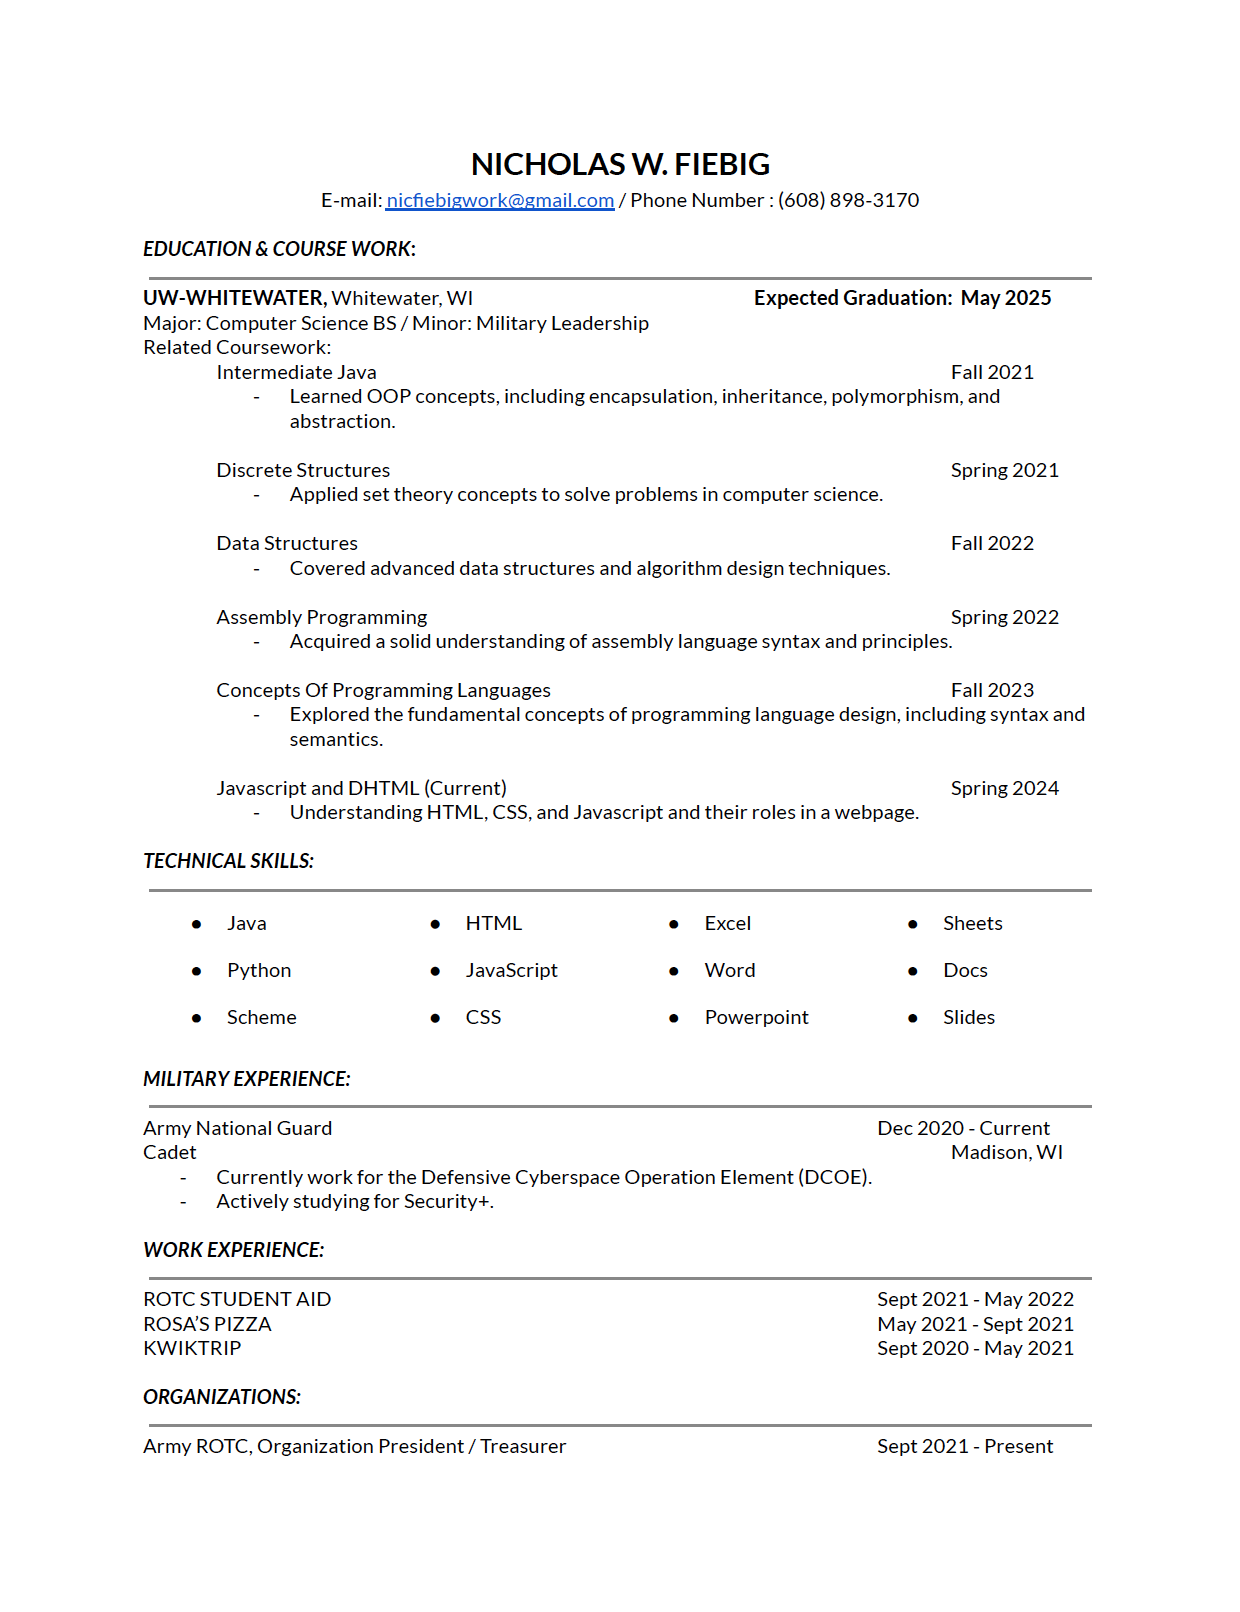 NICHOLAS W. FIEBIG
E-mail: nicfiebigwork@gmail.com / Phone Number : (608) 898-3170
EDUCATION & COURSE WORK:
UW-WHITEWATER, Whitewater, WI Expected Graduation: May 2025
Major: Computer Science BS / Minor: Military Leadership
Related Coursework:
Intermediate Java Fall 2021
- Learned OOP concepts, including encapsulation, inheritance, polymorphism, and
abstraction.
Discrete Structures Spring 2021
- Applied set theory concepts to solve problems in computer science.
Data Structures Fall 2022
- Covered advanced data structures and algorithm design techniques.
Assembly Programming Spring 2022
- Acquired a solid understanding of assembly language syntax and principles.
Concepts Of Programming Languages Fall 2023
- Explored the fundamental concepts of programming language design, including syntax and
semantics.
Javascript and DHTML (Current) Spring 2024
- Understanding HTML, CSS, and Javascript and their roles in a webpage.
TECHNICAL SKILLS:
● Java ● HTML ● Excel ● Sheets
● Python ● JavaScript ● Word ● Docs
● Scheme ● CSS ● Powerpoint ● Slides
MILITARY EXPERIENCE:
Army National Guard Dec 2020 - Current
Cadet Madison, WI
- Currently work for the Defensive Cyberspace Operation Element (DCOE).
- Actively studying for Security+.
WORK EXPERIENCE:
ROTC STUDENT AID Sept 2021 - May 2022
ROSA'S PIZZA May 2021 - Sept 2021
KWIKTRIP Sept 2020 - May 2021
ORGANIZATIONS:
Army ROTC, Organization President / Treasurer Sept 2021 - Present